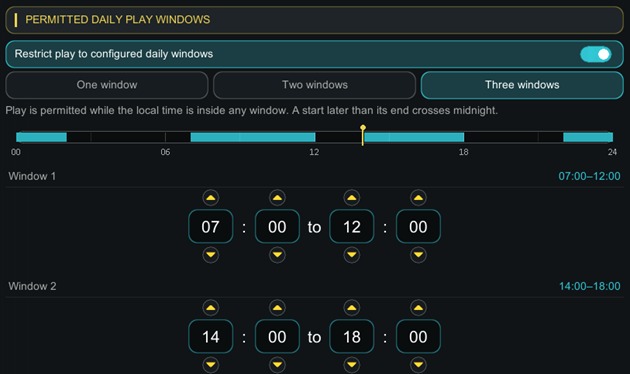 PERMITTED DAILY PLAY WINDOWS
Restrict play to configured daily windows
One window Two windows Three windows
Play is permitted while the local time is inside any window. A start later than its end crosses midnight.
00 06 12 18 24
Window 1 07:00–12:00
07 : 00 to 12 : 00
Window 2 14:00–18:00
14 : 00 to 18 : 00